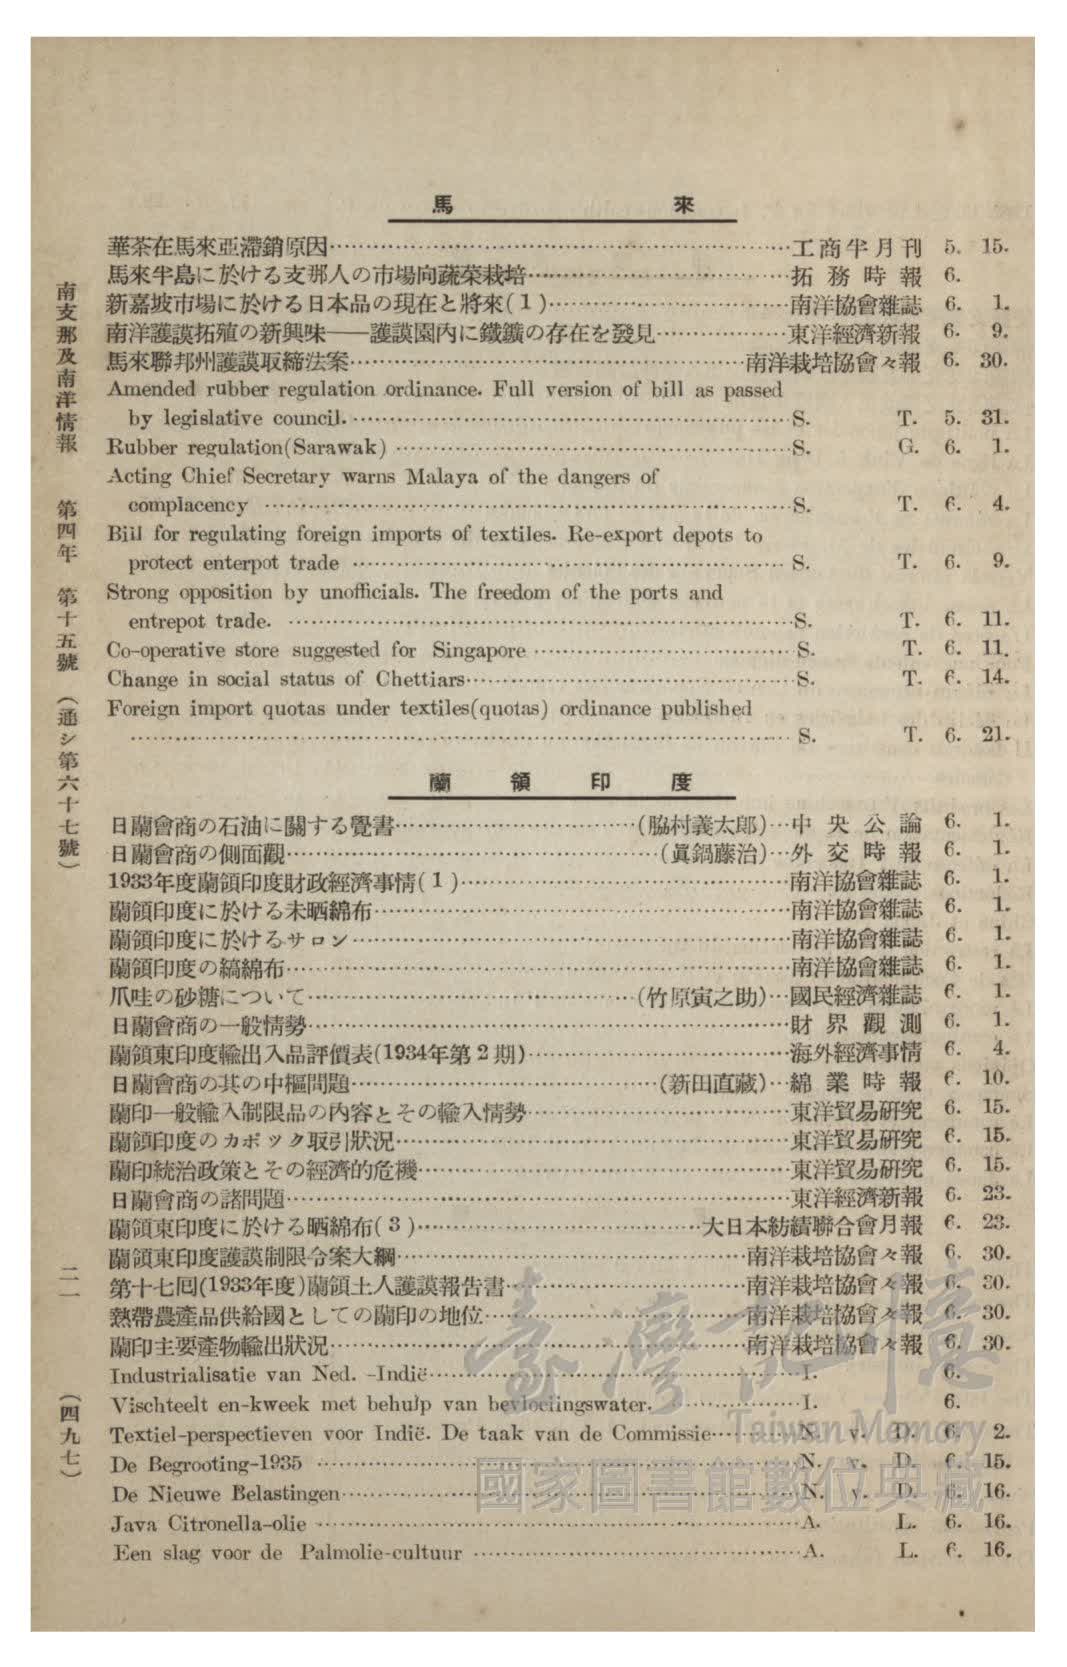 馬來
華茶在馬來亞滯銷原因……工商半月刊 5. 15.
馬來半島に於ける支那人の市場向蔬菜栽培……拓務時報 6.
新嘉坡市場に於ける日本品の現在と將來(1)……南洋協會雜誌 6. 1.
南洋護謨拓殖の新興味——護謨園內に鐵鑛の存在を發見……東洋經濟新報 6. 9.
馬來聯邦州護謨取締法案……南洋栽培協會々報 6. 30.
Amended rubber regulation ordinance. Full version of bill as passed
by legislative council.……S. T. 5. 31.
Rubber regulation(Sarawak) ……S. G. 6. 1.
Acting Chief Secretary warns Malaya of the dangers of
complacency ……S. T. 6. 4.
Bill for regulating foreign imports of textiles. Re-export depots to
protect enterpot trade ……S. T. 6. 9.
Strong opposition by unofficials. The freedom of the ports and
entrepot trade. ……S. T. 6. 11.
Co-operative store suggested for Singapore ……S. T. 6. 11.
Change in social status of Chettiars……S. T. 6. 14.
Foreign import quotas under textiles(quotas) ordinance published
……S. T. 6. 21.
蘭領印度
日蘭會商の石油に關する覺書……(脇村義太郎)…中央公論 6. 1.
日蘭會商の側面觀……(眞鍋藤治)…外交時報 6. 1.
1933年度蘭領印度財政經濟事情(1)……南洋協會雜誌 6. 1.
蘭領印度に於ける未晒綿布……南洋協會雜誌 6. 1.
蘭領印度に於けるサロン……南洋協會雜誌 6. 1.
蘭領印度の縞綿布……南洋協會雜誌 6. 1.
爪哇の砂糖について……(竹原寅之助)…國民經濟雜誌 6. 1.
日蘭會商の一般情勢……財界觀測 6. 1.
蘭領東印度輸出入品評價表(1934年第2期)……海外經濟事情 6. 4.
日蘭會商の其の中樞問題……(新田直藏)…綿業時報 6. 10.
蘭印一般輸入制限品の內容とその輸入情勢……東洋貿易研究 6. 15.
蘭領印度のカポック取引狀況……東洋貿易研究 6. 15.
蘭印統治政策とその經濟的危機……東洋貿易研究 6. 15.
日蘭會商の諸問題……東洋經濟新報 6. 23.
蘭領東印度に於ける晒綿布(3)……大日本紡績聯合會月報 6. 23.
蘭領東印度護謨制限令案大綱……南洋栽培協會々報 6. 30.
第十七回(1933年度)蘭領土人護謨報告書……南洋栽培協會々報 6. 30.
熱帶農產品供給國としての蘭印の地位……南洋栽培協會々報 6. 30.
蘭印主要產物輸出狀況……南洋栽培協會々報 6. 30.
Industrialisatie van Ned. -Indië……I. 6.
Vischteelt en-kweek met behulp van bevloeiingswater.……I. 6.
Textiel-perspectieven voor Indië. De taak van de Commissie……N. v. D. 6. 2.
De Begrooting-1935 ……N. v. D. 6. 15.
De Nieuwe Belastingen……N. v. D. 6. 16.
Java Citronella-olie ……A. L. 6. 16.
Een slag voor de Palmolie-cultuur ……A. L. 6. 16.
南支那及南洋情報 第四年 第十五號 (通シ第六十七號)
二一
(四九七)
臺灣記憶
Taiwan Memory
國家圖書館數位典藏